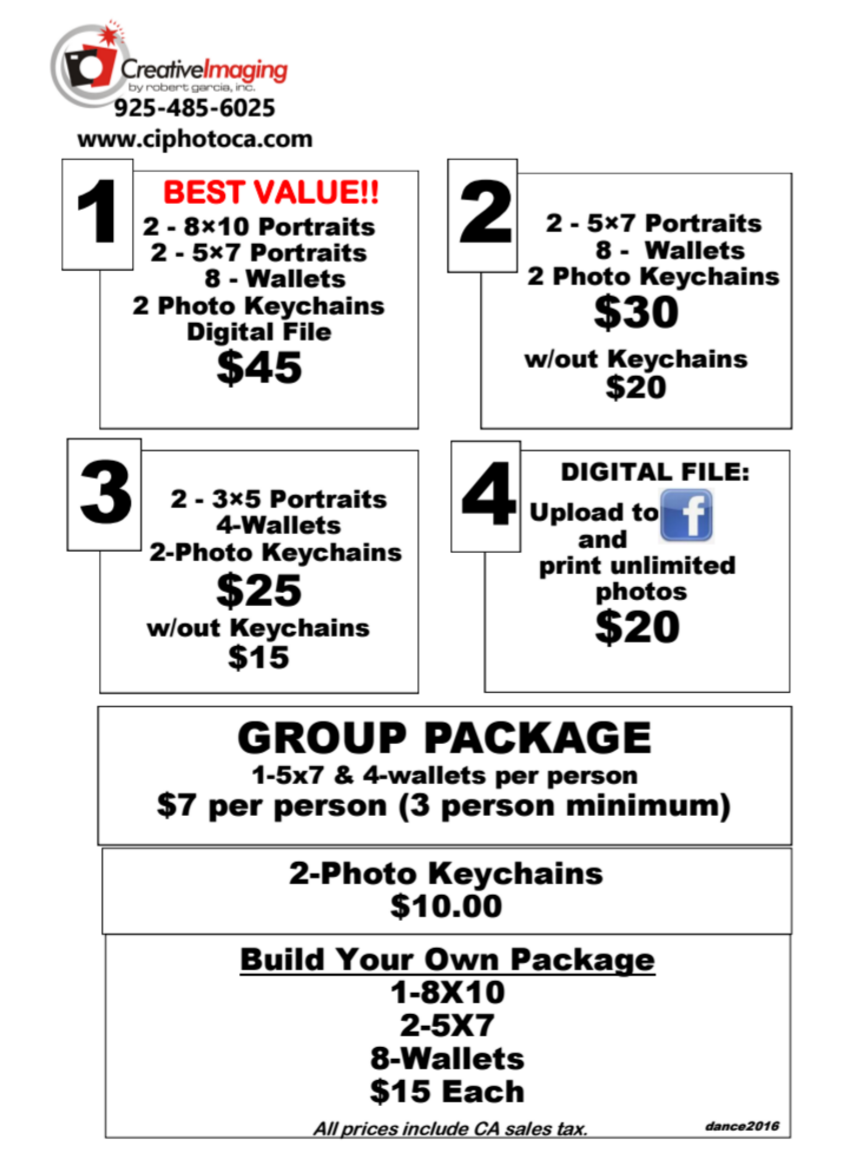 CreativeImaging
by robert garcia, inc.
925-485-6025
www.ciphotoca.com
1
BEST VALUE!!
2 - 8×10 Portraits
2 - 5×7 Portraits
8 - Wallets
2 Photo Keychains
Digital File
$45
2
2 - 5×7 Portraits
8 - Wallets
2 Photo Keychains
$30
w/out Keychains
$20
3
2 - 3×5 Portraits
4-Wallets
2-Photo Keychains
$25
w/out Keychains
$15
4
DIGITAL FILE:
Upload to f
and
print unlimited
photos
$20
GROUP PACKAGE
1-5x7 & 4-wallets per person
$7 per person (3 person minimum)
2-Photo Keychains
$10.00
Build Your Own Package
1-8X10
2-5X7
8-Wallets
$15 Each
All prices include CA sales tax.
dance2016